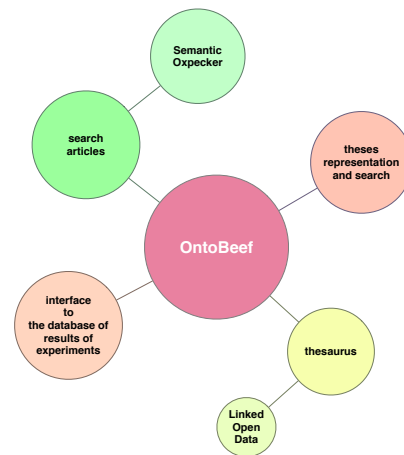 Semantic
Oxpecker
search
articles
theses
representation
and search
OntoBeef
interface
to
the database of
results of
experiments
thesaurus
Linked
Open
Data